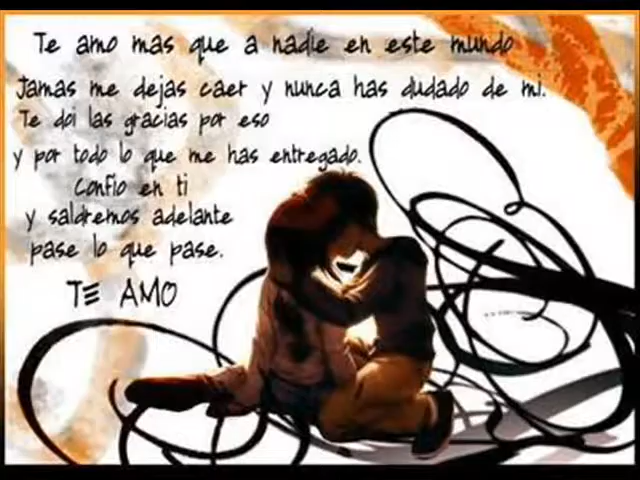 Te amo mas que a nadie en este mundo
Jamas me dejas caer y nunca has dudado de mi.
Te doi las gracias por eso
y por todo lo que me has entregado.
Confio en ti
y saldremos adelante
pase lo que pase.
TE AMO